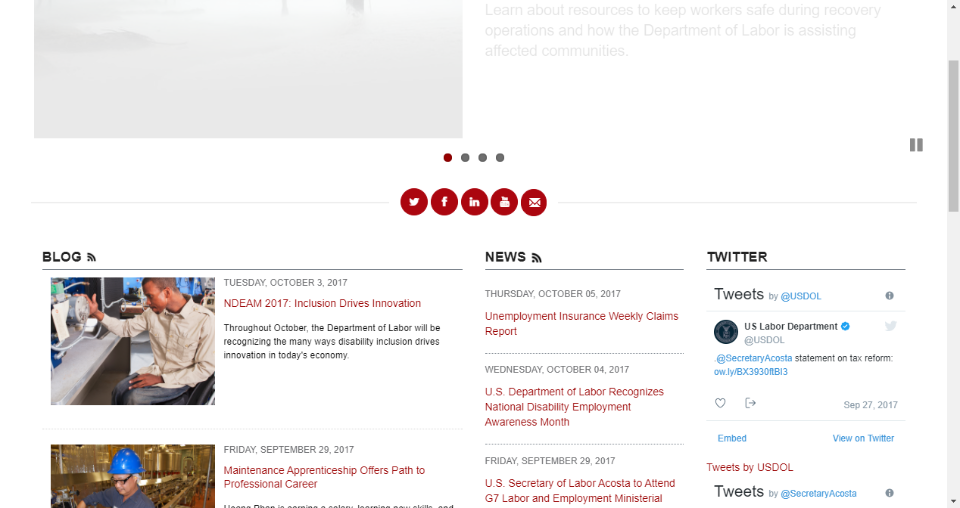 Learn about resources to keep workers safe during recovery
operations and how the Department of Labor is assisting
affected communities.
BLOG
TUESDAY, OCTOBER 3, 2017
NDEAM 2017: Inclusion Drives Innovation
Throughout October, the Department of Labor will be
recognizing the many ways disability inclusion drives
innovation in today's economy.
FRIDAY, SEPTEMBER 29, 2017
Maintenance Apprenticeship Offers Path to
Professional Career
NEWS
THURSDAY, OCTOBER 05, 2017
Unemployment Insurance Weekly Claims
Report
WEDNESDAY, OCTOBER 04, 2017
U.S. Department of Labor Recognizes
National Disability Employment
Awareness Month
FRIDAY, SEPTEMBER 29, 2017
U.S. Secretary of Labor Acosta to Attend
G7 Labor and Employment Ministerial
TWITTER
Tweets by @USDOL
US Labor Department
@USDOL
.@SecretaryAcosta statement on tax reform:
ow.ly/BX3930ftBI3
Sep 27, 2017
Embed View on Twitter
Tweets by USDOL
Tweets by @SecretaryAcosta